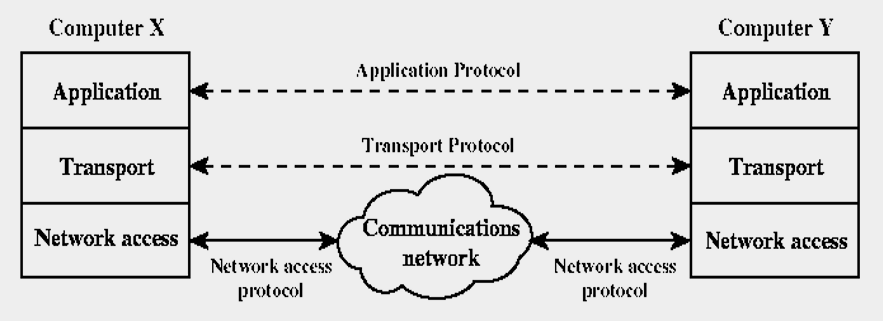 Computer X
Computer Y
Application
Application Protocol
Application
Transport
Transport Protocol
Transport
Network access
Communications
network
Network access
Network access
protocol
Network access
protocol